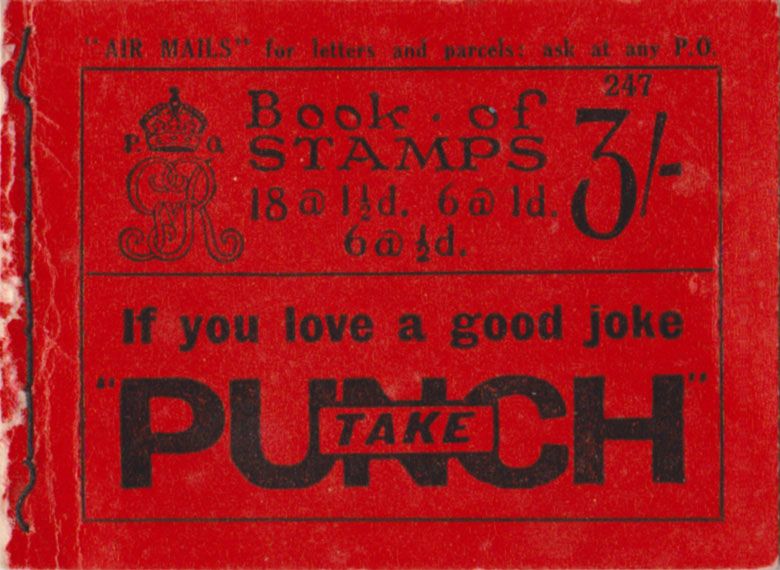 "AIR MAILS" for letters and parcels: ask at any P.O.
247
P. O.
GR
Book · of
STAMPS
3/-
18 @ 1½d. 6 @ 1d.
6 @ ½d.
If you love a good joke
"PUNCH"
TAKE